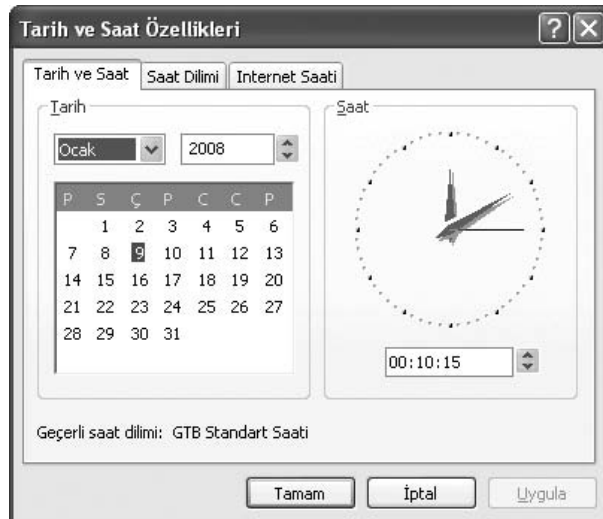 Tarih ve Saat Özellikleri
Tarih ve Saat Saat Dilimi Internet Saati
Tarih
Ocak 2008
P S Ç P C C P
1 2 3 4 5 6
7 8 9 10 11 12 13
14 15 16 17 18 19 20
21 22 23 24 25 26 27
28 29 30 31
Saat
00:10:15
Geçerli saat dilimi: GTB Standart Saati
Tamam İptal Uygula